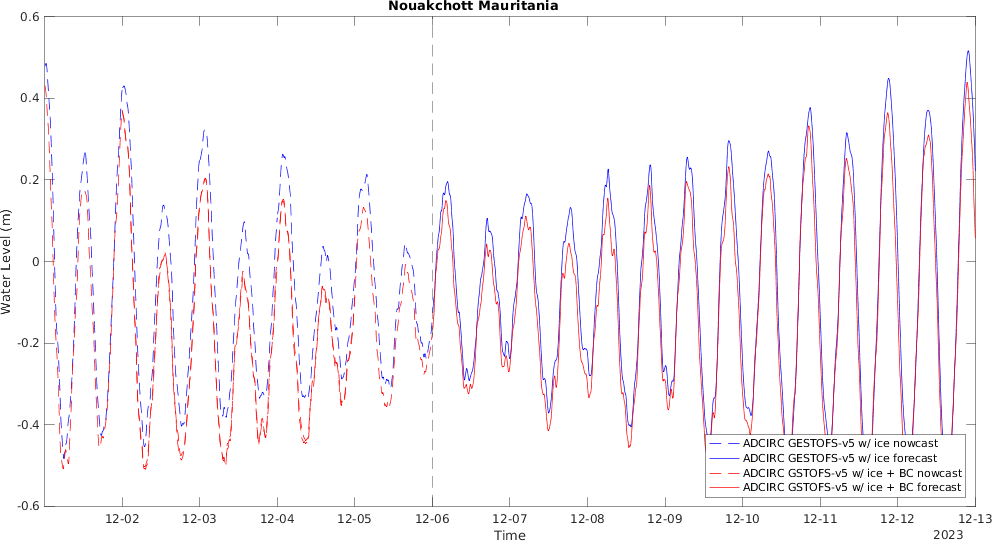 Nouakchott Mauritania
0.6
0.4
0.2
0
-0.2
-0.4
-0.6
Water Level (m)
ADCIRC GESTOFS-v5 w/ ice nowcast
ADCIRC GESTOFS-v5 w/ ice forecast
ADCIRC GSTOFS-v5 w/ ice + BC nowcast
ADCIRC GSTOFS-v5 w/ ice + BC forecast
12-02 12-03 12-04 12-05 12-06 12-07 12-08 12-09 12-10 12-11 12-12 12-13
Time
2023